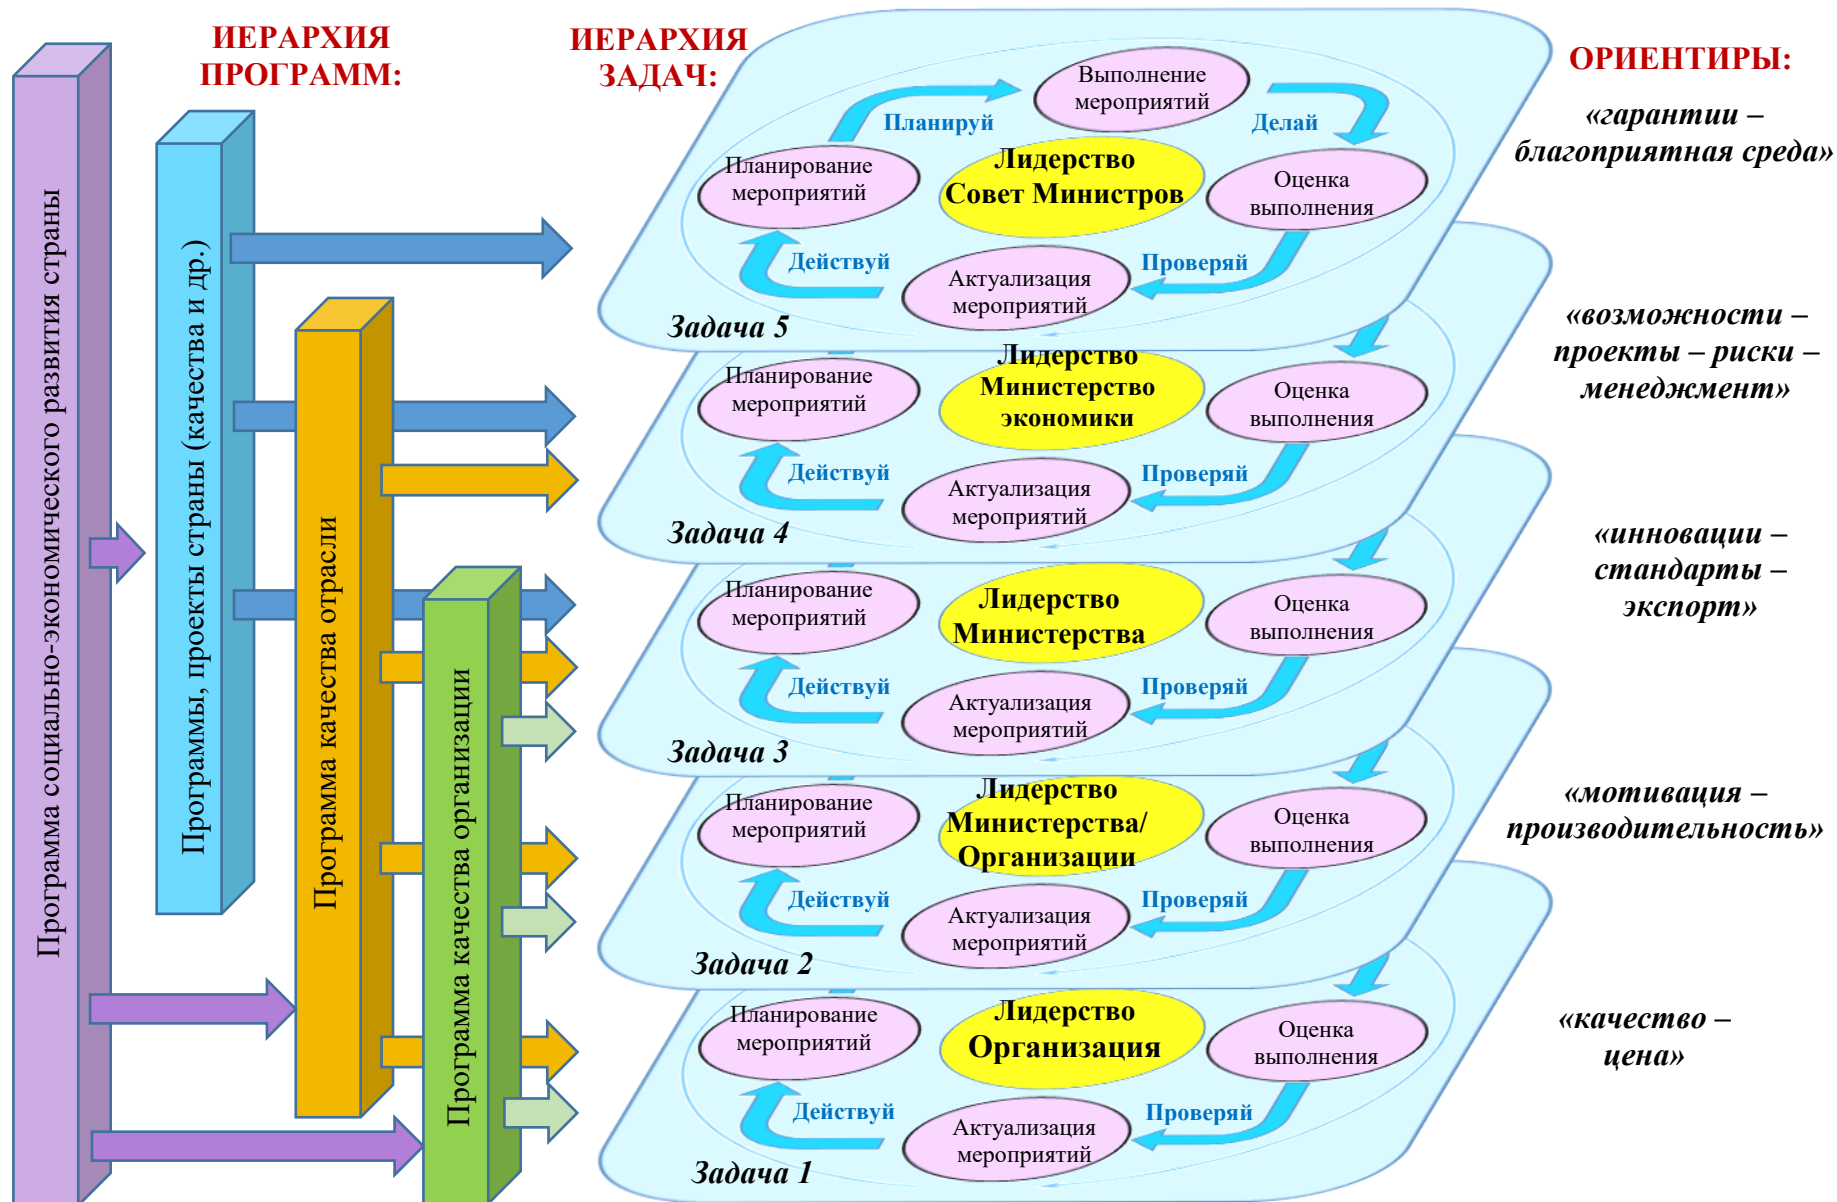 ИЕРАРХИЯ
ПРОГРАММ:
ИЕРАРХИЯ
ЗАДАЧ:
ОРИЕНТИРЫ:
Программа социально-экономического развития страны
Программы, проекты страны (качества и др.)
Программа качества отрасли
Программа качества организации
Выполнение
мероприятий
Планируй
Делай
Планирование
мероприятий
Лидерство
Совет Министров
Оценка
выполнения
Действуй
Проверяй
Актуализация
мероприятий
Задача 5
«гарантии –
благоприятная среда»
Планирование
мероприятий
Лидерство
Министерство
экономики
Оценка
выполнения
Действуй
Проверяй
Актуализация
мероприятий
Задача 4
«возможности –
проекты – риски –
менеджмент»
Планирование
мероприятий
Лидерство
Министерства
Оценка
выполнения
Действуй
Проверяй
Актуализация
мероприятий
Задача 3
«инновации –
стандарты –
экспорт»
Планирование
мероприятий
Лидерство
Министерства/
Организации
Оценка
выполнения
Действуй
Проверяй
Актуализация
мероприятий
Задача 2
«мотивация –
производительность»
Планирование
мероприятий
Лидерство
Организация
Оценка
выполнения
Действуй
Проверяй
Актуализация
мероприятий
Задача 1
«качество –
цена»